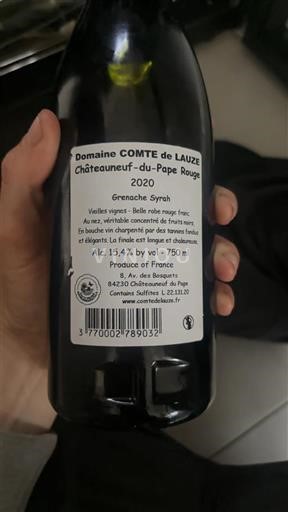 Domaine COMTE de LAUZE
Châteauneuf-du-Pape Rouge
2020
Grenache Syrah
Vieilles vignes - Belle robe rouge franc.
Au nez, véritable concentré de fruits noirs.
En bouche vin charpenté par des tannins fondus
et élégants. La finale est longue et chaleureuse.
Alc. 15,4% by vol - 750 ml
Produce of France
8, Av. des Bosquets
84230 Châteauneuf du Pape
Contains Sulfites L 22.13120
www.comtedelauze.fr
3 770002 789032